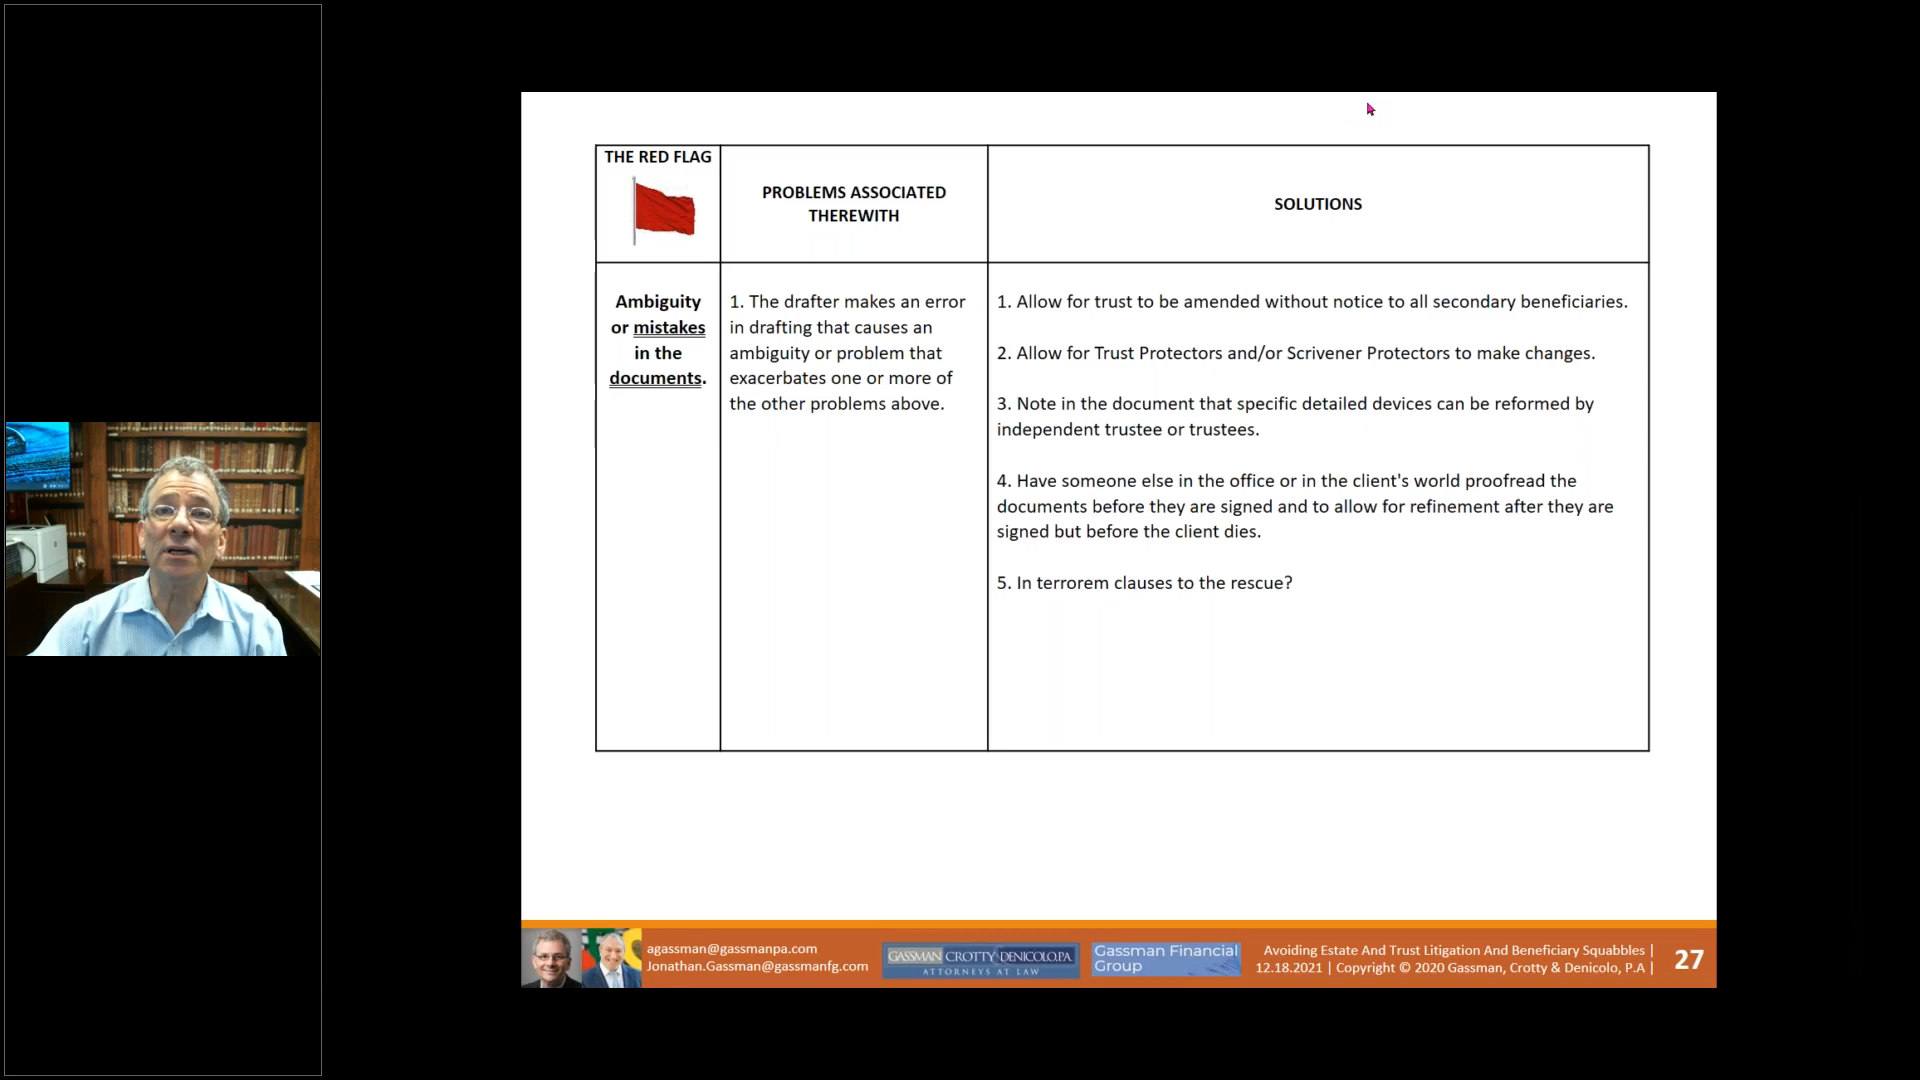 THE RED FLAG
PROBLEMS ASSOCIATED
THEREWITH
SOLUTIONS
Ambiguity
or mistakes
in the
documents.
1. The drafter makes an error
in drafting that causes an
ambiguity or problem that
exacerbates one or more of
the other problems above.
1. Allow for trust to be amended without notice to all secondary beneficiaries.
2. Allow for Trust Protectors and/or Scrivener Protectors to make changes.
3. Note in the document that specific detailed devices can be reformed by
independent trustee or trustees.
4. Have someone else in the office or in the client's world proofread the
documents before they are signed and to allow for refinement after they are
signed but before the client dies.
5. In terrorem clauses to the rescue?
agassman@gassmanpa.com
Jonathan.Gassman@gassmanfg.com
GASSMAN CROTTY DENICOLO, P.A.
ATTORNEYS AT LAW
Gassman Financial
Group
Avoiding Estate And Trust Litigation And Beneficiary Squabbles |
12.18.2021 | Copyright © 2020 Gassman, Crotty & Denicolo, P.A |
27